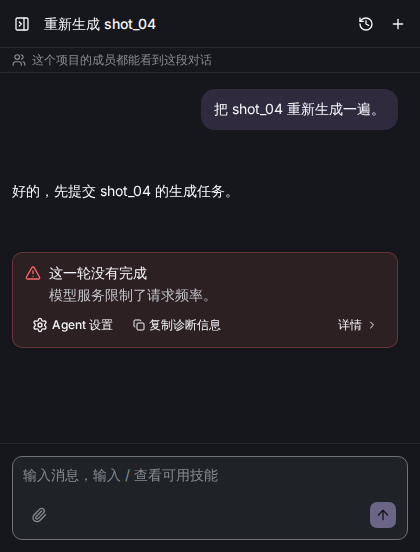 重新生成 shot_04
这个项目的成员都能看到这段对话
把 shot_04 重新生成一遍。
好的，先提交 shot_04 的生成任务。
这一轮没有完成
模型服务限制了请求频率。
Agent 设置 复制诊断信息 详情
输入消息，输入 / 查看可用技能